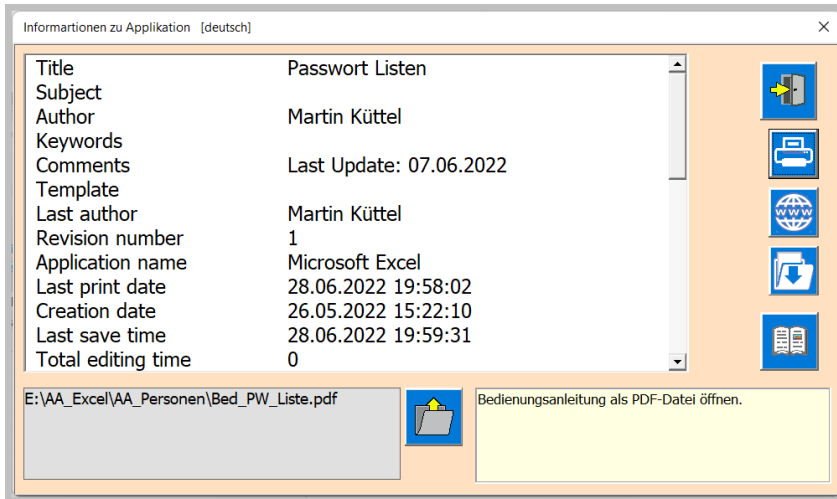 Informartionen zu Applikation [deutsch]
Title Passwort Listen
Subject
Author Martin Küttel
Keywords
Comments Last Update: 07.06.2022
Template
Last author Martin Küttel
Revision number 1
Application name Microsoft Excel
Last print date 28.06.2022 19:58:02
Creation date 26.05.2022 15:22:10
Last save time 28.06.2022 19:59:31
Total editing time 0
WWW
E:\AA_Excel\AA_Personen\Bed_PW_Liste.pdf
Bedienungsanleitung als PDF-Datei öffnen.